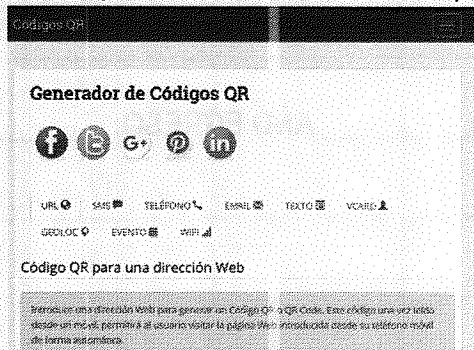 Códigos QR
Generador de Códigos QR
f t G+ p in
URL SMS TELÉFONO EMAIL TEXTO VCARD
GEOLOC EVENTO WIFI
Código QR para una dirección Web
Introduce una dirección Web para generar un Código QR o QR Code. Este código una vez leído
desde un móvil, permitirá al usuario visitar la página Web introducida desde su teléfono móvil
de forma automática.